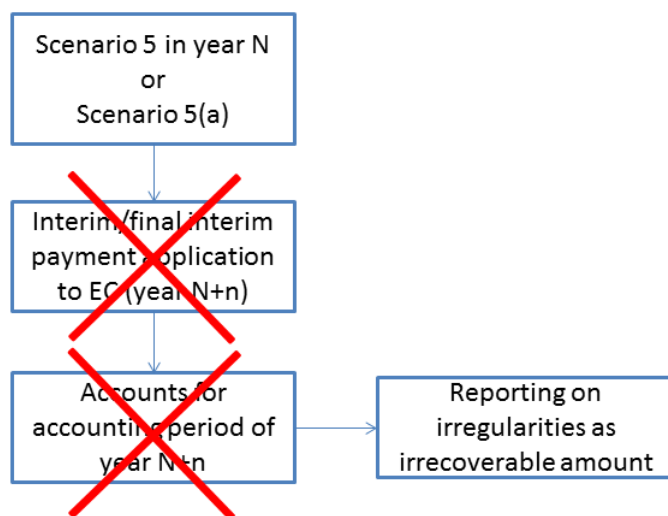 Scenario 5 in year N
or
Scenario 5(a)
Interim/final interim
payment application
to EC (year N+n)
Accounts for
accounting period of
year N+n
Reporting on
irregularities as
irrecoverable amount